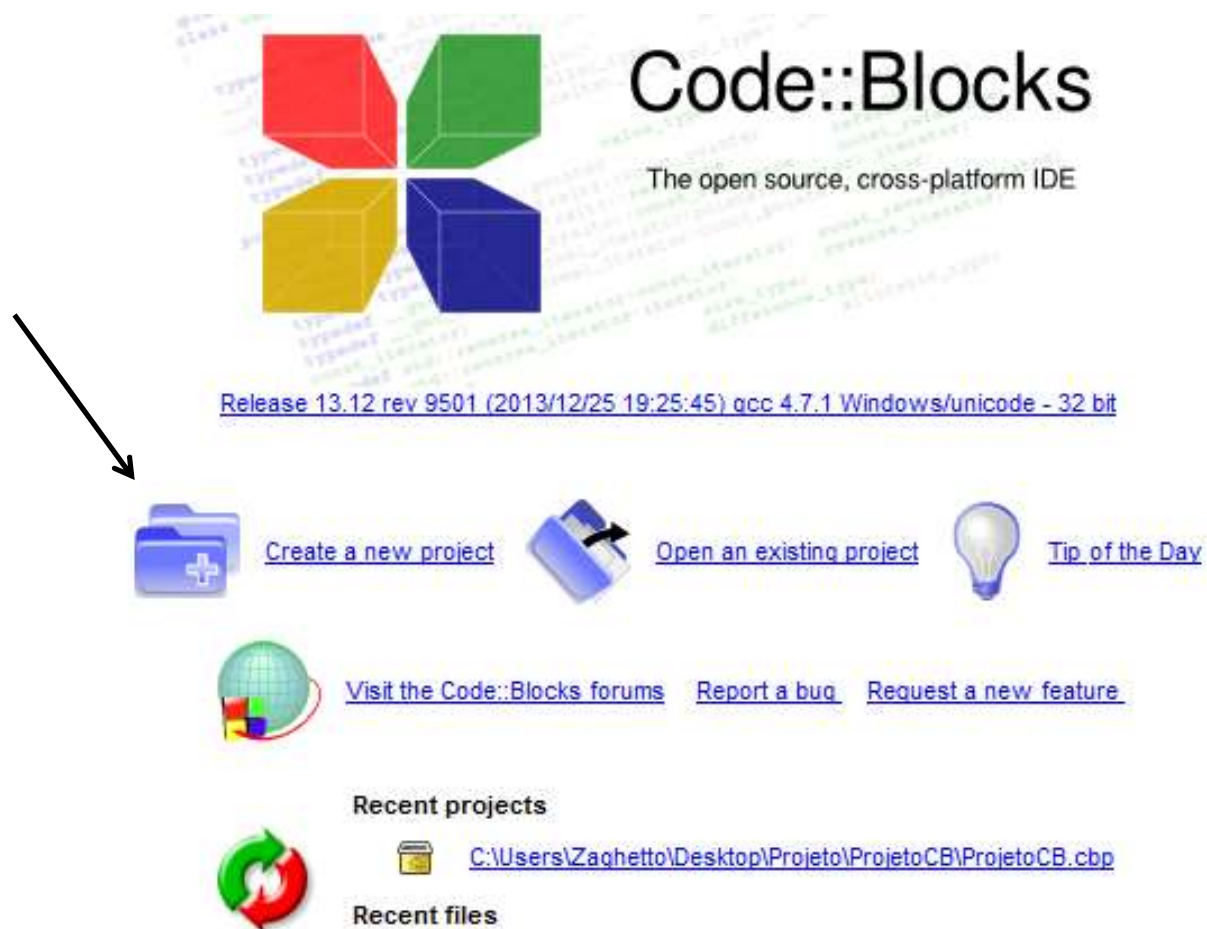 Code::Blocks
The open source, cross-platform IDE
Release 13.12 rev 9501 (2013/12/25 19:25:45) gcc 4.7.1 Windows/unicode - 32 bit
Create a new project Open an existing project Tip of the Day
Visit the Code::Blocks forums Report a bug Request a new feature
Recent projects
C:\Users\Zaghetto\Desktop\Projeto\ProjetoCB\ProjetoCB.cbp
Recent files